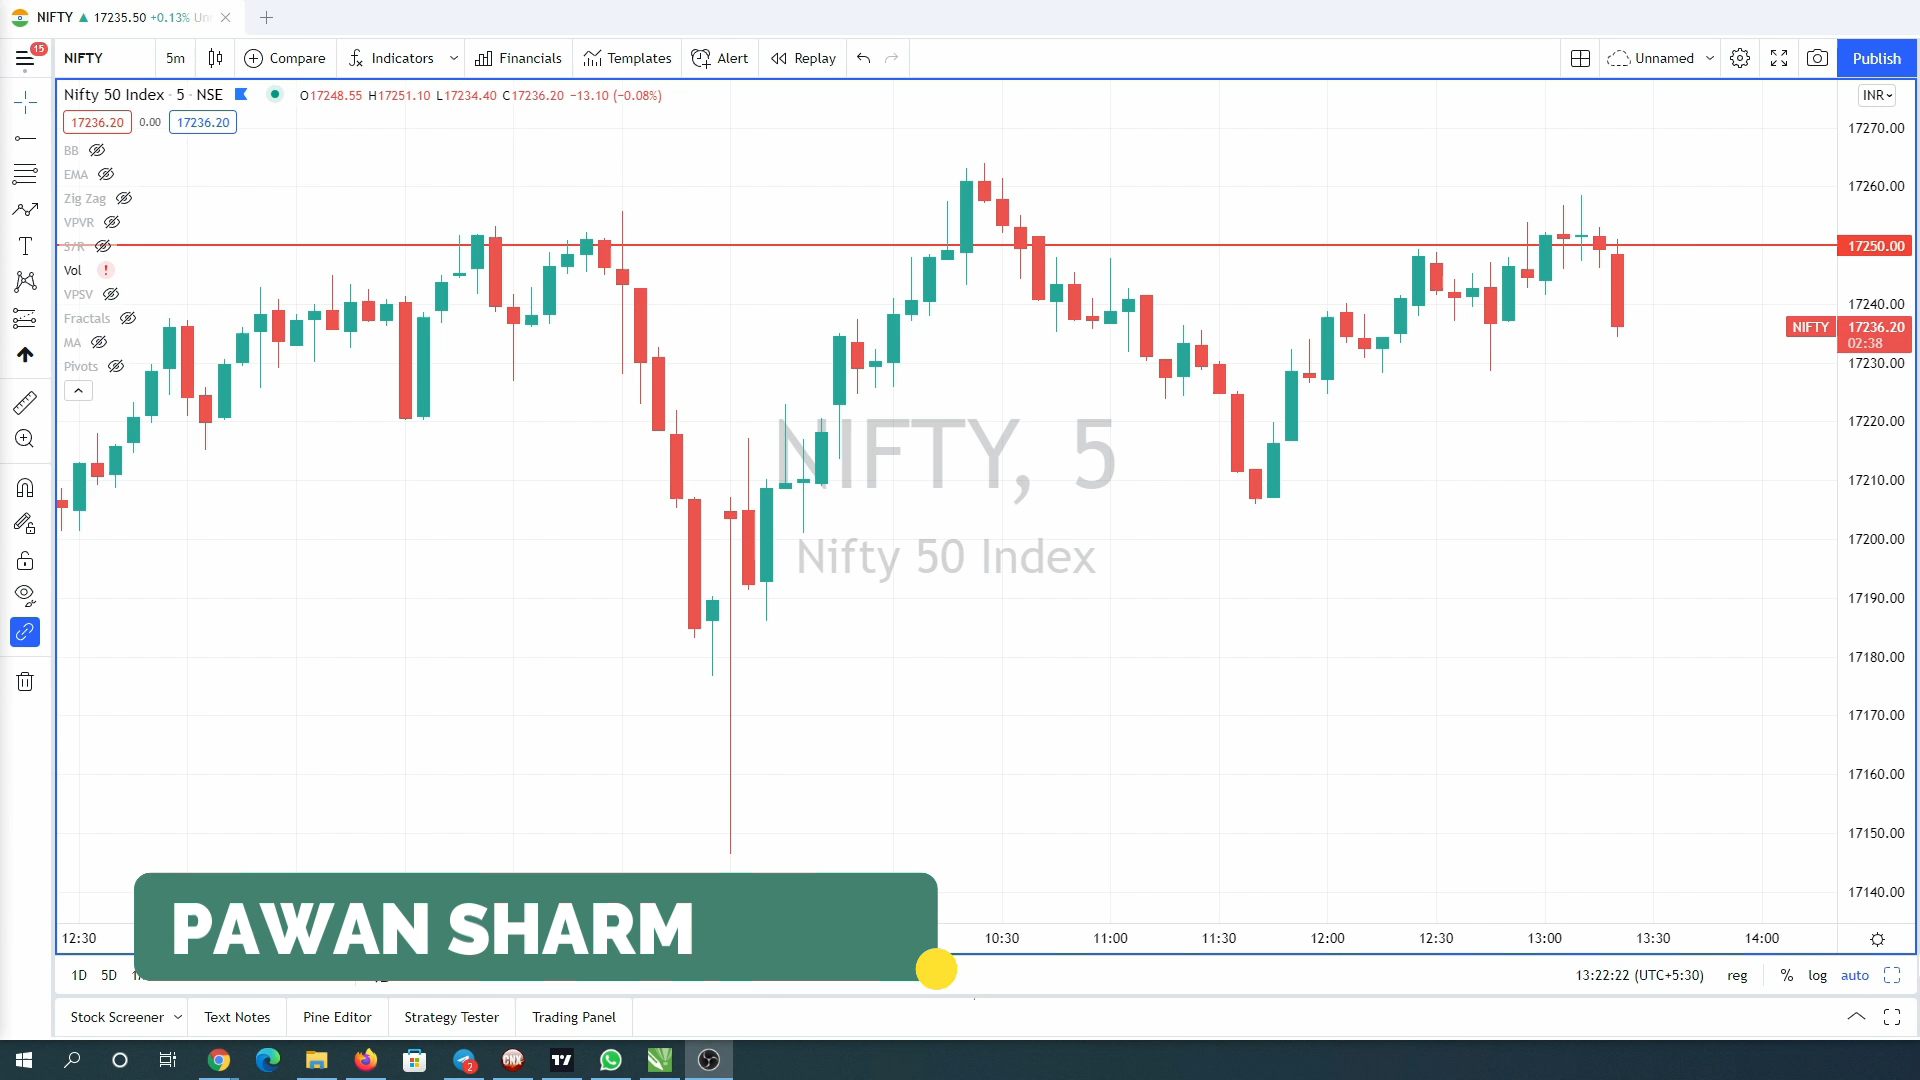 NIFTY ▲ 17235.50 +0.13% Un
15
NIFTY 5m Compare Indicators Financials Templates Alert Replay Unnamed Publish
Nifty 50 Index · 5 · NSE O17248.55 H17251.10 L17234.40 C17236.20 −13.10 (−0.08%) INR
17236.20 0.00 17236.20
BB
EMA
Zig Zag
VPVR
S/R
Vol !
VPSV
Fractals
MA
Pivots
NIFTY, 5
Nifty 50 Index
17270.00
17260.00
17250.00
17240.00
NIFTY 17236.20
02:38
17230.00
17220.00
17210.00
17200.00
17190.00
17180.00
17170.00
17160.00
17150.00
17140.00
PAWAN SHARM
12:30 10:30 11:00 11:30 12:00 12:30 13:00 13:30 14:00
1D 5D 13:22:22 (UTC+5:30) reg % log auto
Stock Screener Text Notes Pine Editor Strategy Tester Trading Panel
2 CNX